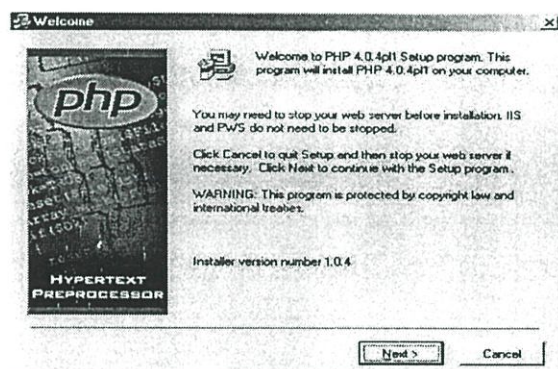 Welcome
Welcome to PHP 4.0.4pl1 Setup program. This
program will install PHP 4.0.4pl1 on your computer.
php
You may need to stop your web server before installation. IIS
and PWS do not need to be stopped.
Click Cancel to quit Setup and then stop your web server if
necessary. Click Next to continue with the Setup program.
WARNING: This program is protected by copyright law and
international treaties.
Installer version number 1.0.4
HYPERTEXT
PREPROCESSOR
Next >
Cancel